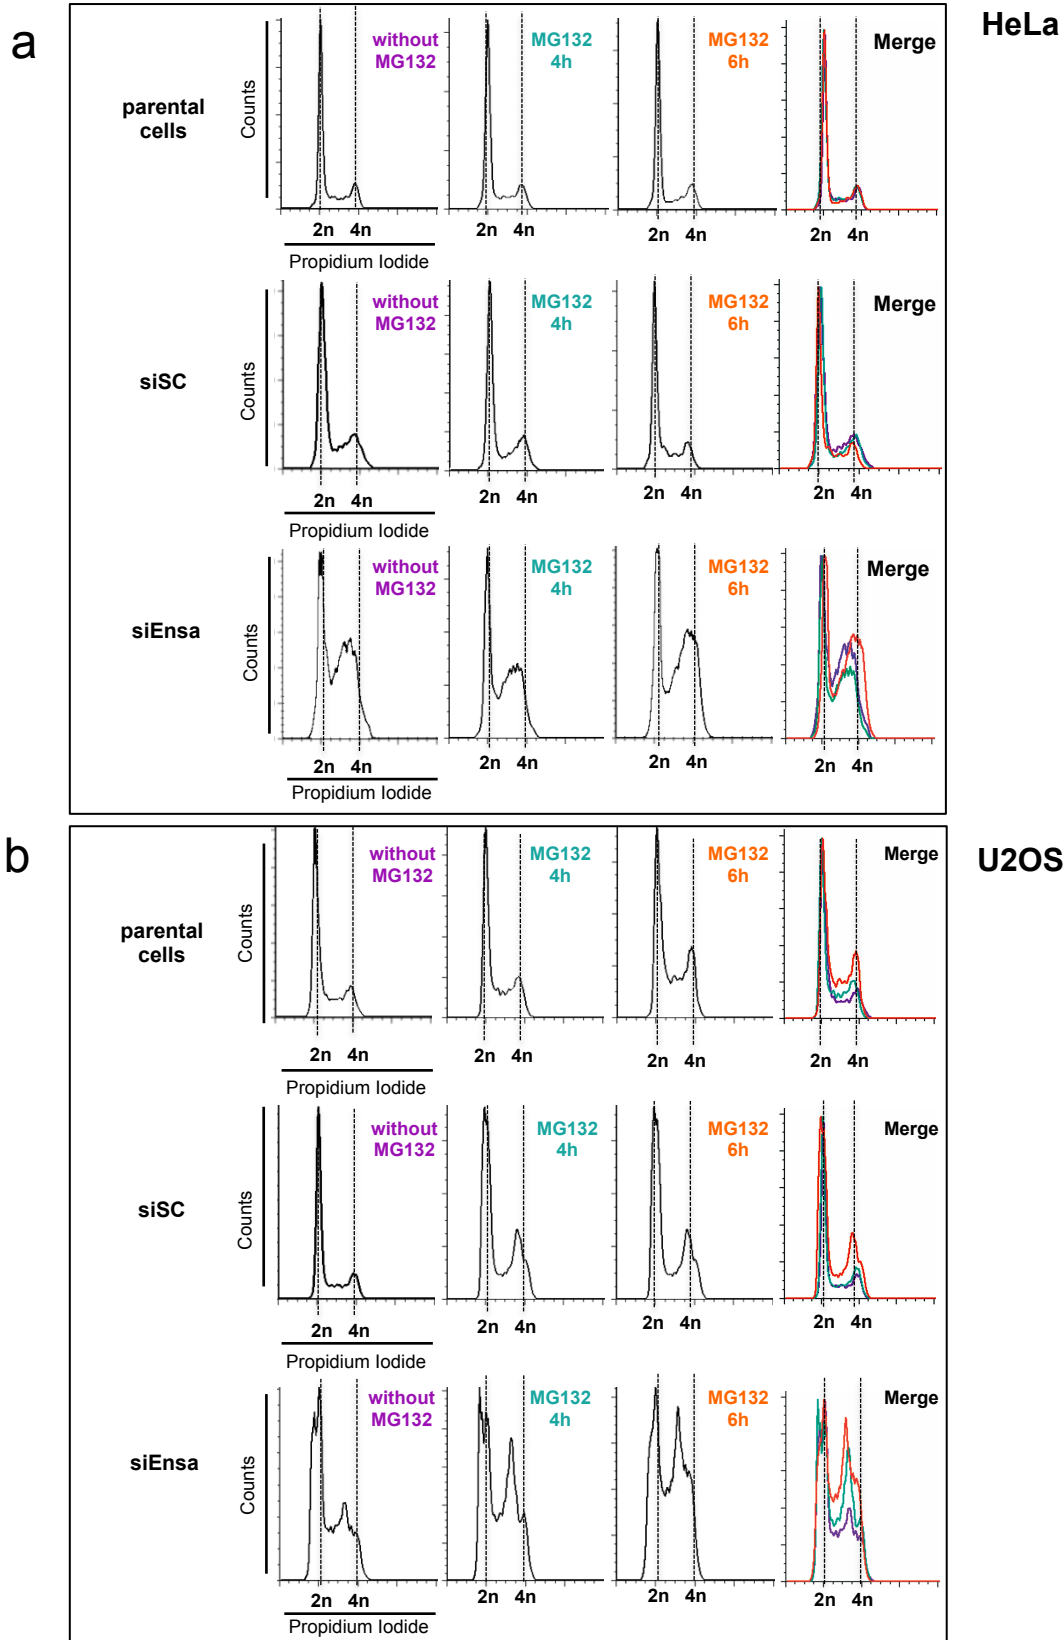 a
HeLa
without
MG132
MG132
4h
MG132
6h
Merge
parental
cells
Counts
2n 4n
2n 4n
2n 4n
2n 4n
Propidium Iodide
without
MG132
MG132
4h
MG132
6h
Merge
siSC
Counts
2n 4n
2n 4n
2n 4n
2n 4n
Propidium Iodide
without
MG132
MG132
4h
MG132
6h
Merge
siEnsa
Counts
2n 4n
2n 4n
2n 4n
2n 4n
Propidium Iodide
b
U2OS
without
MG132
MG132
4h
MG132
6h
Merge
parental
cells
Counts
2n 4n
2n 4n
2n 4n
2n 4n
Propidium Iodide
without
MG132
MG132
4h
MG132
6h
Merge
siSC
Counts
2n 4n
2n 4n
2n 4n
2n 4n
Propidium Iodide
without
MG132
MG132
4h
MG132
6h
Merge
siEnsa
Counts
2n 4n
2n 4n
2n 4n
2n 4n
Propidium Iodide